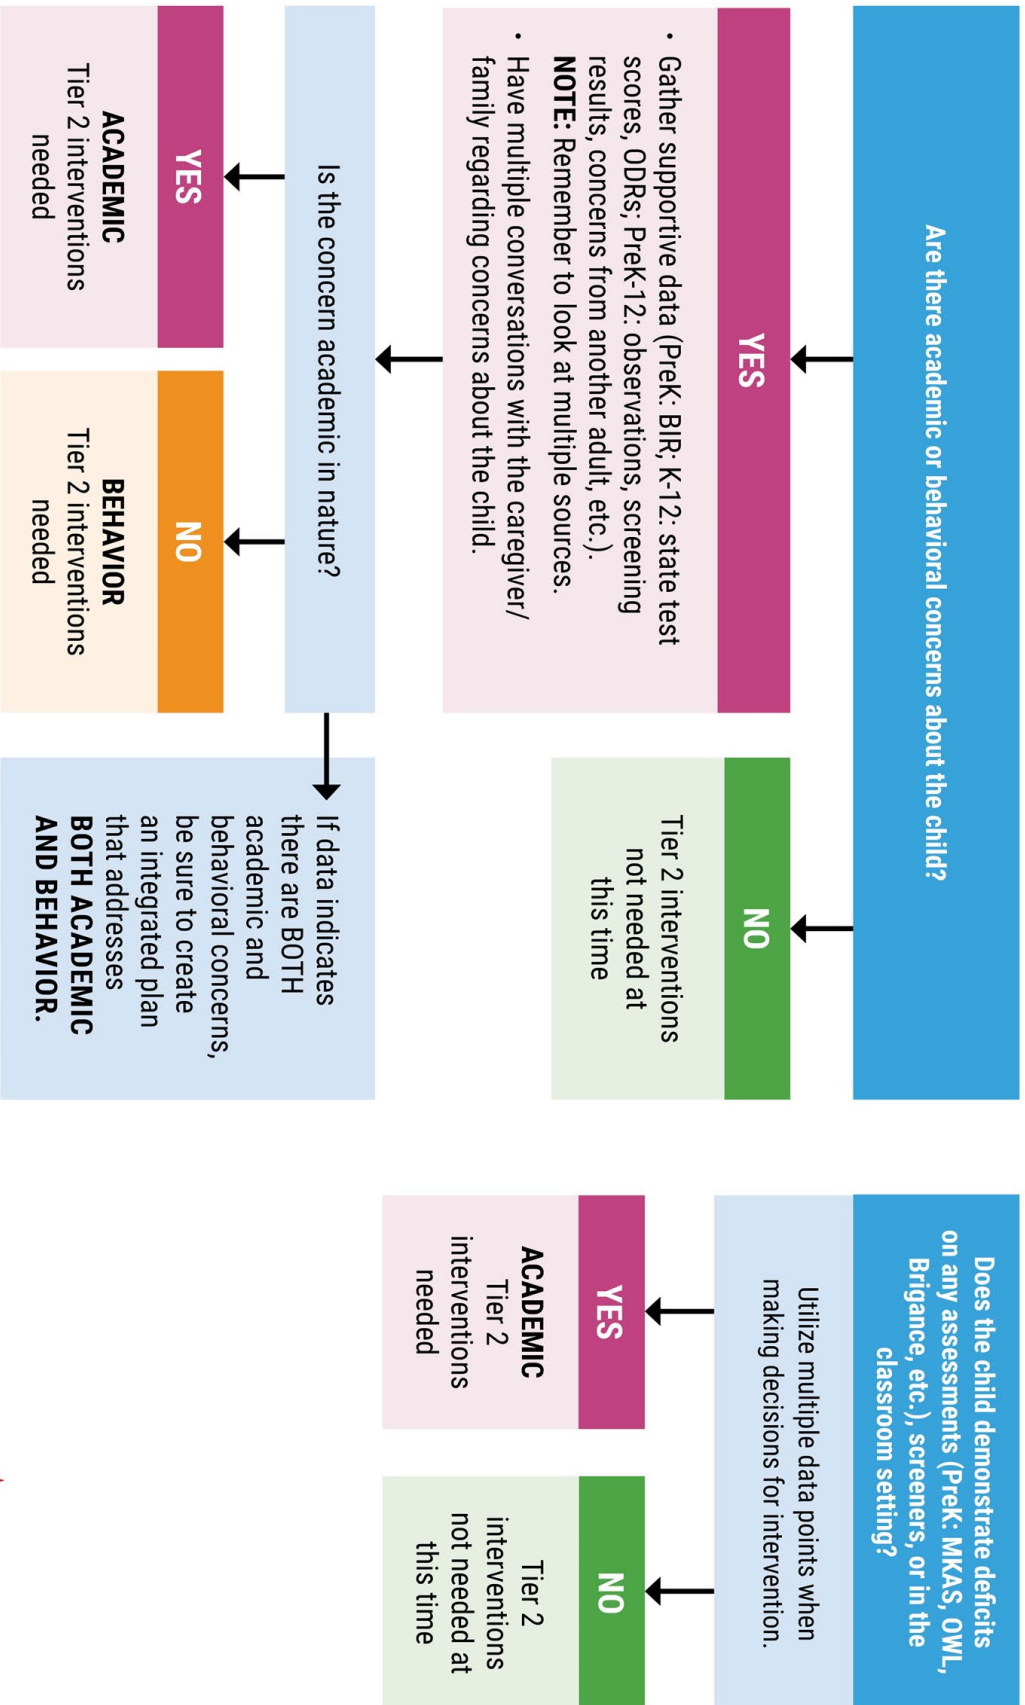 Are there academic or behavioral concerns about the child?
YES
• Gather supportive data (PreK: BIR; K-12: state test
scores, ODRs; PreK-12: observations, screening
results, concerns from another adult, etc.).
NOTE: Remember to look at multiple sources.
• Have multiple conversations with the caregiver/
family regarding concerns about the child.
NO
Tier 2 interventions
not needed at
this time
Is the concern academic in nature?
YES
ACADEMIC
Tier 2 interventions
needed
NO
BEHAVIOR
Tier 2 interventions
needed
If data indicates
there are BOTH
academic and
behavioral concerns,
be sure to create
an integrated plan
that addresses
BOTH ACADEMIC
AND BEHAVIOR.
Does the child demonstrate deficits
on any assessments (PreK: MKAS, OWL,
Brigance, etc.), screeners, or in the
classroom setting?
Utilize multiple data points when
making decisions for intervention.
YES
ACADEMIC
Tier 2
interventions
needed
NO
Tier 2
interventions
not needed at
this time